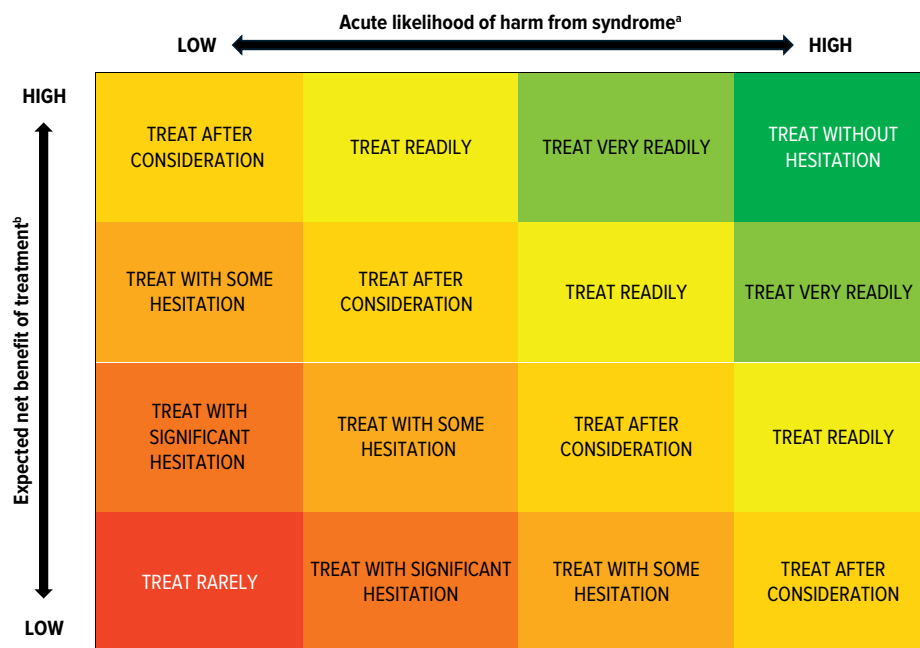 Acute likelihood of harm from syndromeᵃ
LOW
HIGH
HIGH
Expected net benefit of treatmentᵇ
LOW
TREAT AFTER
CONSIDERATION
TREAT READILY
TREAT VERY READILY
TREAT WITHOUT
HESITATION
TREAT WITH SOME
HESITATION
TREAT AFTER
CONSIDERATION
TREAT READILY
TREAT VERY READILY
TREAT WITH
SIGNIFICANT
HESITATION
TREAT WITH SOME
HESITATION
TREAT AFTER
CONSIDERATION
TREAT READILY
TREAT RARELY
TREAT WITH SIGNIFICANT
HESITATION
TREAT WITH SOME
HESITATION
TREAT AFTER
CONSIDERATION